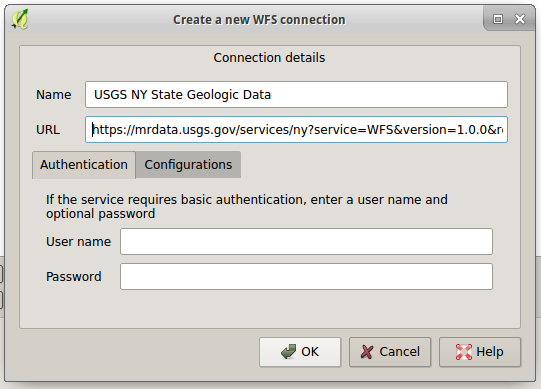 Create a new WFS connection
Connection details
Name USGS NY State Geologic Data
URL https://mrdata.usgs.gov/services/ny?service=WFS&version=1.0.0&r
Authentication Configurations
If the service requires basic authentication, enter a user name and
optional password
User name
Password
OK Cancel Help